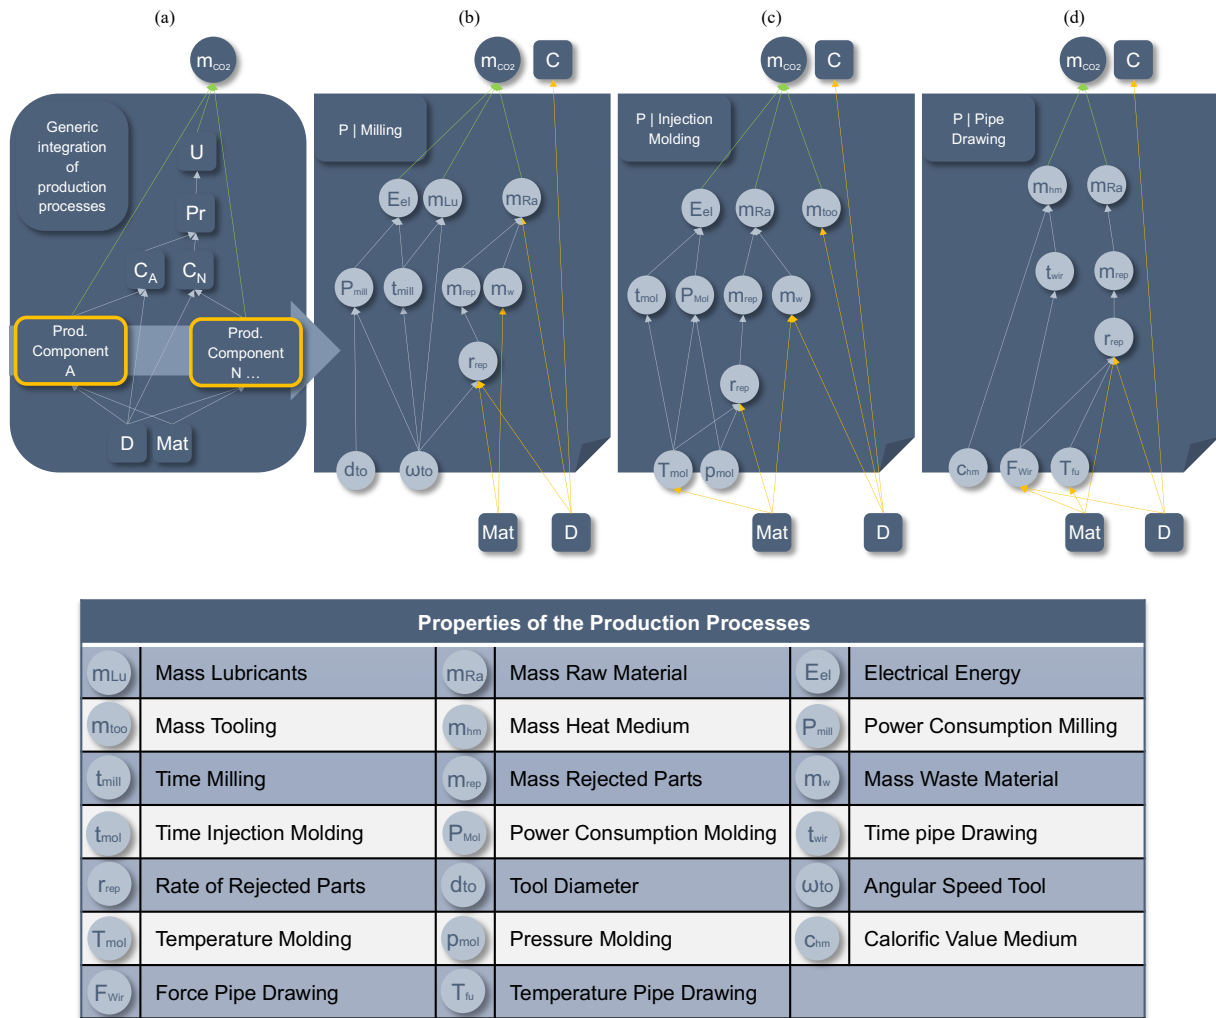 (a)
(b)
(c)
(d)
mCO2
mCO2
C
mCO2
C
mCO2
C
Generic
integration
of
production
processes
U
Pr
CA
CN
Prod.
Component
A
Prod.
Component
N ...
D
Mat
P | Milling
Eel
mLu
mRa
Pmill
tmill
mrep
mw
rrep
dto
ωto
Mat
D
P | Injection
Molding
Eel
mRa
mtoo
tmol
PMol
mrep
mw
rrep
Tmol
pmol
Mat
D
P | Pipe
Drawing
mhm
mRa
twir
mrep
rrep
chm
FWir
Tfu
Mat
D
Properties of the Production Processes
mLu Mass Lubricants mRa Mass Raw Material Eel Electrical Energy
mtoo Mass Tooling mhm Mass Heat Medium Pmill Power Consumption Milling
tmill Time Milling mrep Mass Rejected Parts mw Mass Waste Material
tmol Time Injection Molding PMol Power Consumption Molding twir Time pipe Drawing
rrep Rate of Rejected Parts dto Tool Diameter ωto Angular Speed Tool
Tmol Temperature Molding pmol Pressure Molding chm Calorific Value Medium
FWir Force Pipe Drawing Tfu Temperature Pipe Drawing